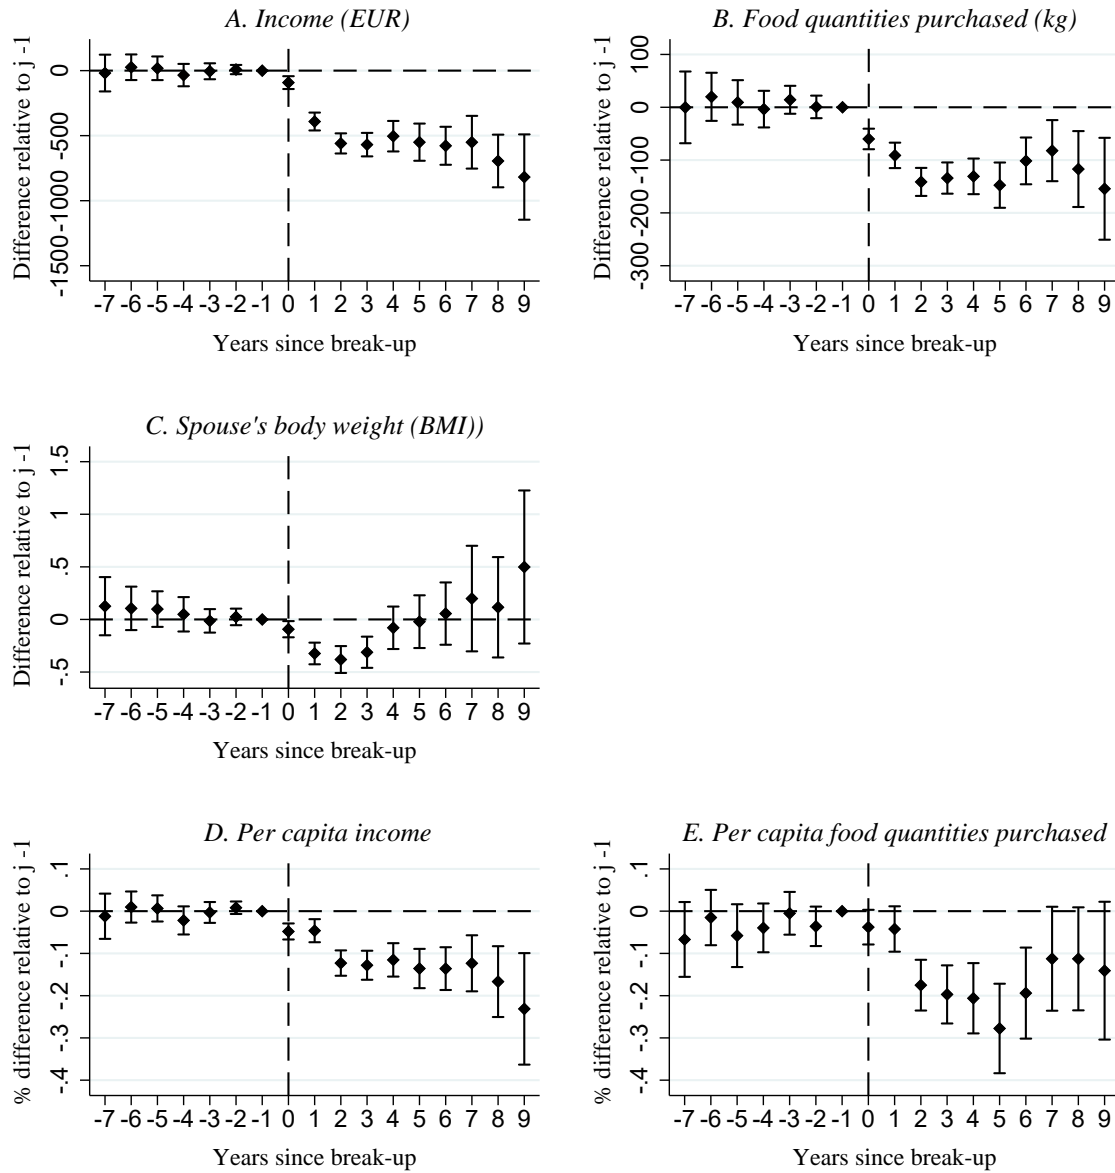 A. Income (EUR)
Difference relative to j -1
0
-500
-1000
-1500
-7 -6 -5 -4 -3 -2 -1 0 1 2 3 4 5 6 7 8 9
Years since break-up
B. Food quantities purchased (kg)
Difference relative to j -1
100
0
-100
-200
-300
-7 -6 -5 -4 -3 -2 -1 0 1 2 3 4 5 6 7 8 9
Years since break-up
C. Spouse's body weight (BMI))
Difference relative to j -1
1.5
1
.5
0
-.5
-7 -6 -5 -4 -3 -2 -1 0 1 2 3 4 5 6 7 8 9
Years since break-up
D. Per capita income
% difference relative to j -1
.1
0
-.1
-.2
-.3
-.4
-7 -6 -5 -4 -3 -2 -1 0 1 2 3 4 5 6 7 8 9
Years since break-up
E. Per capita food quantities purchased
% difference relative to j -1
.1
0
-.1
-.2
-.3
-.4
-7 -6 -5 -4 -3 -2 -1 0 1 2 3 4 5 6 7 8 9
Years since break-up